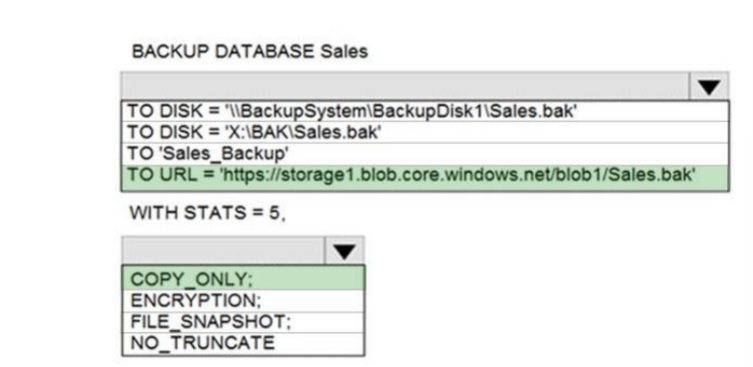 BACKUP DATABASE Sales
TO DISK = '\\BackupSystem\BackupDisk1\Sales.bak'
TO DISK = 'X:\BAK\Sales.bak'
TO 'Sales_Backup'
TO URL = 'https://storage1.blob.core.windows.net/blob1/Sales.bak'
WITH STATS = 5,
COPY_ONLY;
ENCRYPTION;
FILE_SNAPSHOT;
NO_TRUNCATE